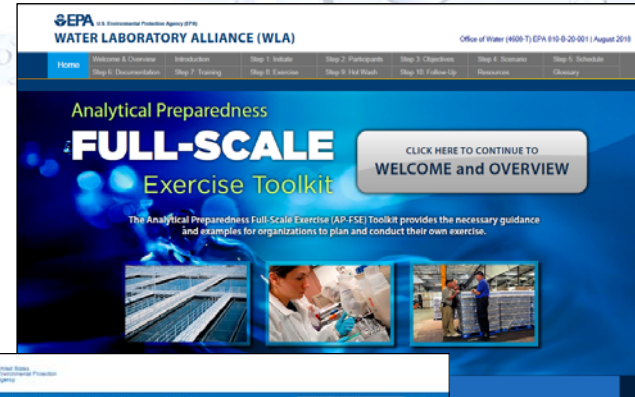 EPA U.S. Environmental Protection Agency (EPA)
WATER LABORATORY ALLIANCE (WLA)
Office of Water (4608-T) EPA 810-B-20-001 | August 2018
Home
Welcome & Overview Introduction Step 1: Initiate Step 2: Participants Step 3: Objectives Step 4: Scenario Step 5: Schedule
Step 6: Documentation Step 7: Training Step 8: Exercise Step 9: Hot Wash Step 10: Follow-Up Resources Glossary
Analytical Preparedness
FULL-SCALE
Exercise Toolkit
CLICK HERE TO CONTINUE TO
WELCOME and OVERVIEW
The Analytical Preparedness Full-Scale Exercise (AP-FSE) Toolkit provides the necessary guidance
and examples for organizations to plan and conduct their own exercise.
United States
Environmental Protection
Agency